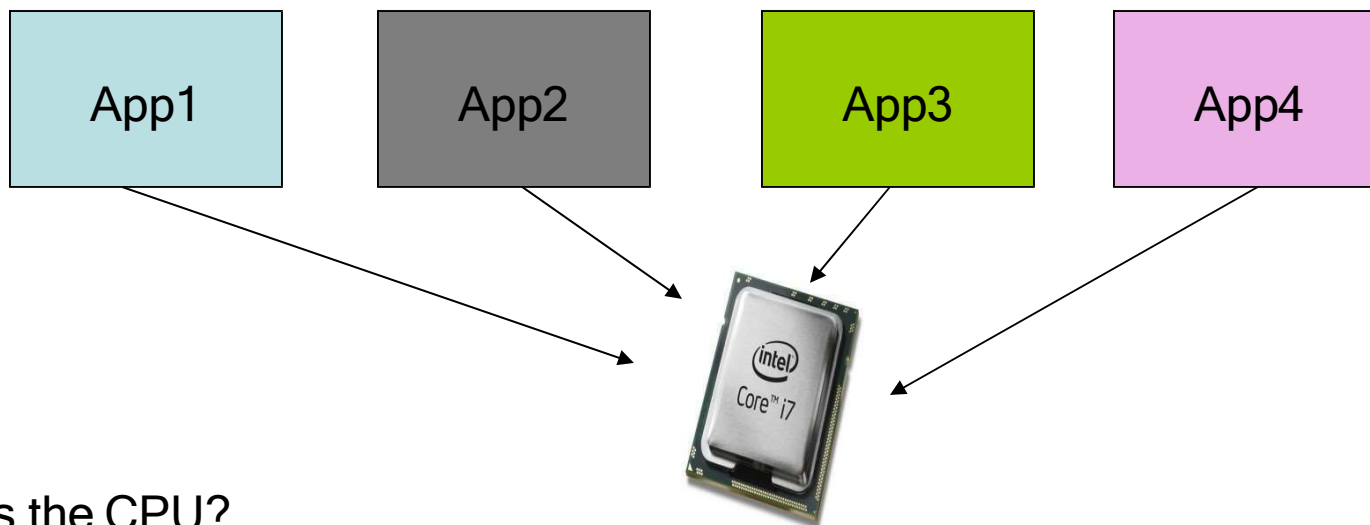 App1
App2
App3
App4
intel
Core™ i7
s the CPU?